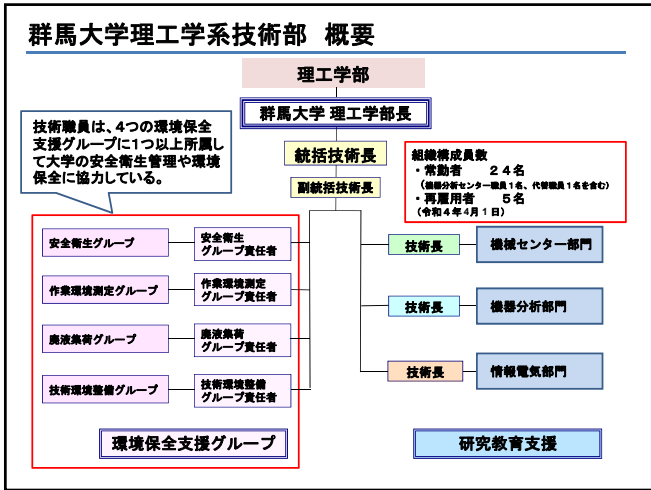 群馬大学理工学系技術部 概要
理工学部
群馬大学 理工学部長
技術職員は、4つの環境保全
支援グループに1つ以上所属し
て大学の安全衛生管理や環境
保全に協力している。
統括技術長
副統括技術長
組織構成員数
・常勤者 24名
(機器分析センター職員1名、代替職員1名を含む)
・再雇用者 5名
(令和4年4月1日)
安全衛生グループ
安全衛生
グループ責任者
作業環境測定グループ
作業環境測定
グループ責任者
廃液集荷グループ
廃液集荷
グループ責任者
技術環境整備グループ
技術環境整備
グループ責任者
環境保全支援グループ
技術長
機械センター部門
技術長
機器分析部門
技術長
情報電気部門
研究教育支援